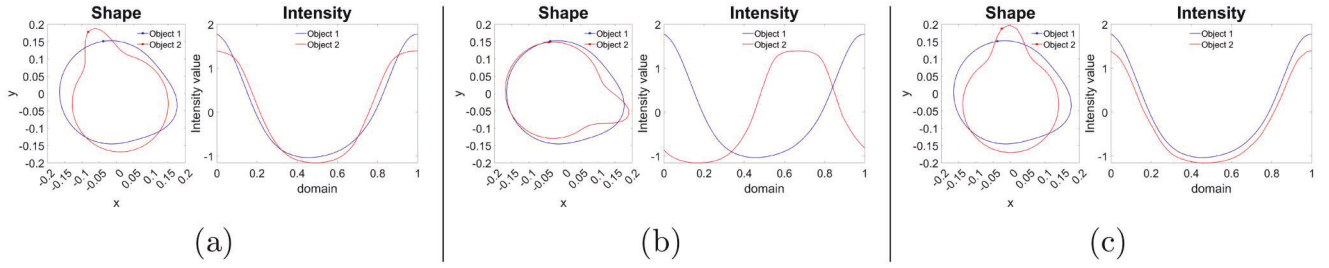 Shape
Object 1
Object 2
y
0.2
0.15
0.1
0.05
0
-0.05
-0.1
-0.15
-0.2
-0.2
-0.15
-0.1
-0.05
0
0.05
0.1
0.15
0.2
x
Intensity
Object 1
Object 2
Intensity value
2
1
0
-1
0
0.2
0.4
0.6
0.8
1
domain
(a)
Shape
Object 1
Object 2
y
0.2
0.15
0.1
0.05
0
-0.05
-0.1
-0.15
-0.2
-0.2
-0.15
-0.1
-0.05
0
0.05
0.1
0.15
0.2
x
Intensity
Object 1
Object 2
Intensity value
2
1
0
-1
0
0.2
0.4
0.6
0.8
1
domain
(b)
Shape
Object 1
Object 2
y
0.2
0.15
0.1
0.05
0
-0.05
-0.1
-0.15
-0.2
-0.2
-0.15
-0.1
-0.05
0
0.05
0.1
0.15
0.2
x
Intensity
Object 1
Object 2
Intensity value
2
1
0
-1
0
0.2
0.4
0.6
0.8
1
domain
(c)